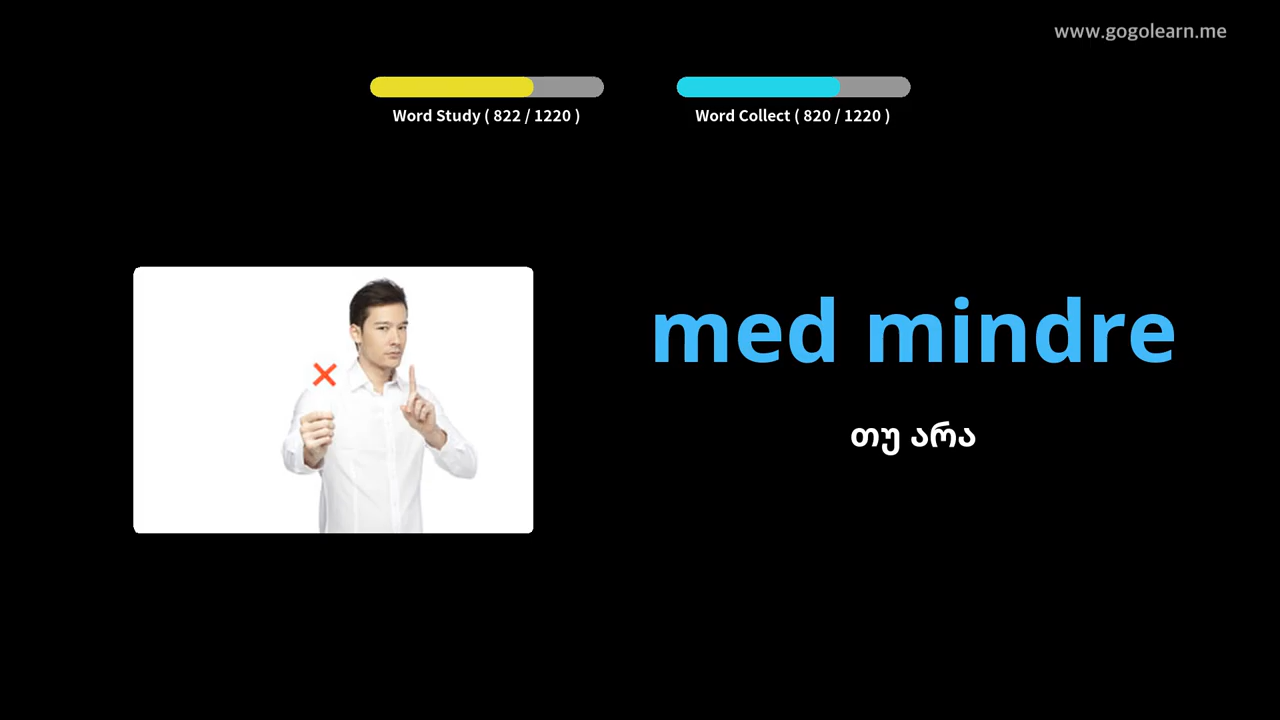 www.gogolearn.me
Word Study ( 822 / 1220 )
Word Collect ( 820 / 1220 )
med mindre
თუ არა